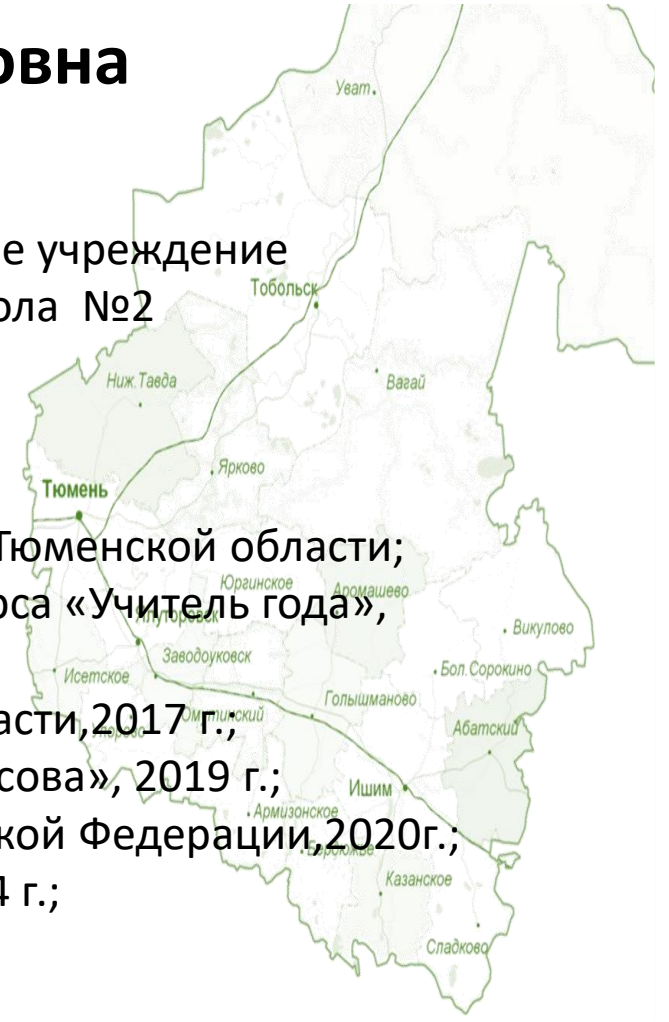 овна
Уват
е учреждение
Тобольск
ола №2
Ниж.Тавда
Вагай
Ярково
Тюмень
Тюменской области;
Юргинское
Аромашево
рса «Учитель года»,
Ялуторовск
Викулово
Заводоуковск
Бол.Сорокино
Исетское
Голышманово
асти,2017 г.;
Абатский
сова», 2019 г.;
Ишим
Армизонское
кой Федерации,2020г.;
Казанское
4 г.;
Сладково